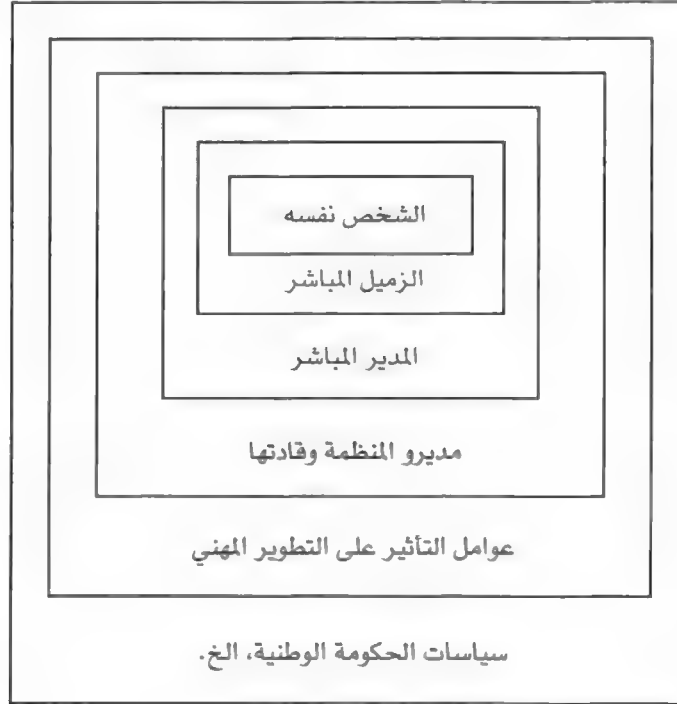 الشخص نفسه
الزميل المباشر
المدير المباشر
مديرو المنظمة وقادتها
عوامل التأثير على التطوير المهني
سياسات الحكومة الوطنية، الخ.